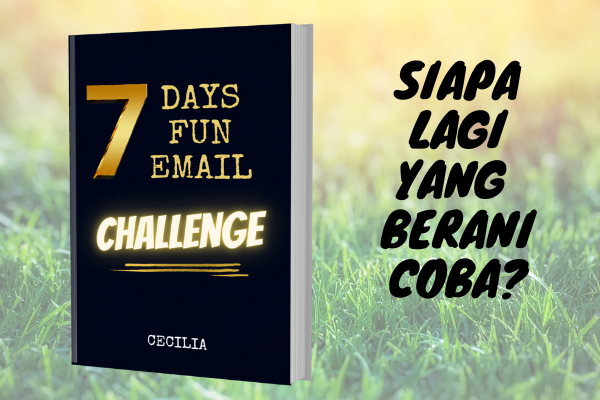 7
DAYS
FUN
EMAIL
CHALLENGE
CECILIA
SIAPA
LAGI
YANG
BERANI
COBA?